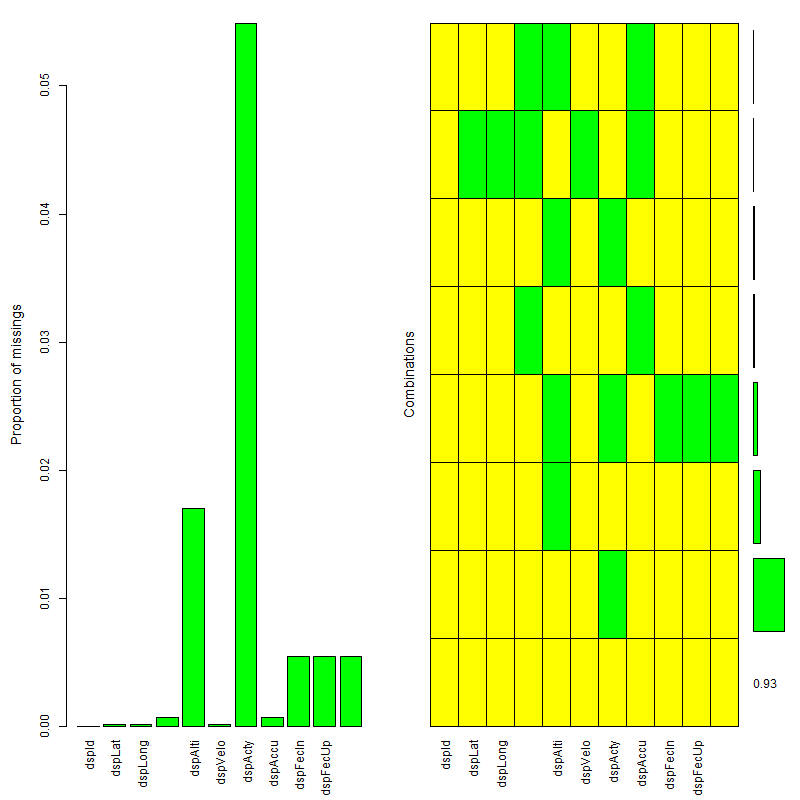 Proportion of missings
0.05
0.04
0.03
0.02
0.01
0.00
dspId
dspLat
dspLong
dspAlti
dspVelo
dspActy
dspAccu
dspFecIn
dspFecUp
Combinations
0.93
dspId
dspLat
dspLong
dspAlti
dspVelo
dspActy
dspAccu
dspFecIn
dspFecUp